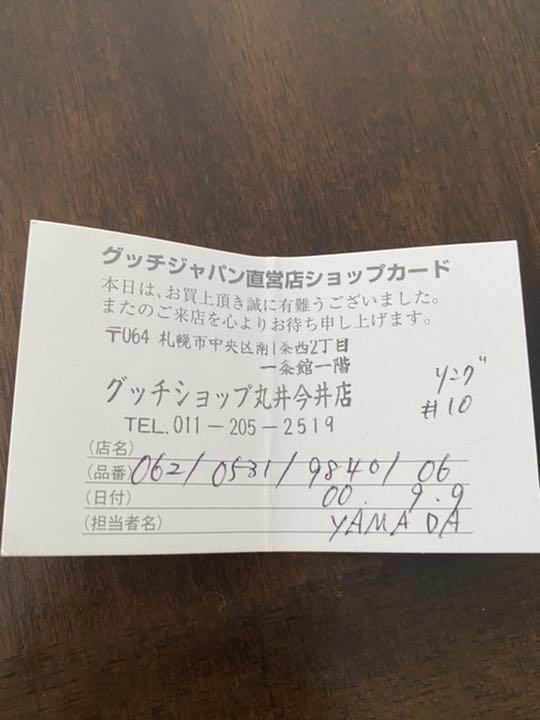 グッチジャパン直営店ショップカード
本日は、お買上頂き誠に有難うございました。
またのご来店を心よりお待ち申し上げます。
〒064 札幌市中央区南1条西2丁目
一条館一階
グッチショップ丸井今井店
TEL.011-205-2519
リング
#10
(店名)
(品番) 062/0531/9840/06
(日付) 00. 9.9
(担当者名) YAMADA